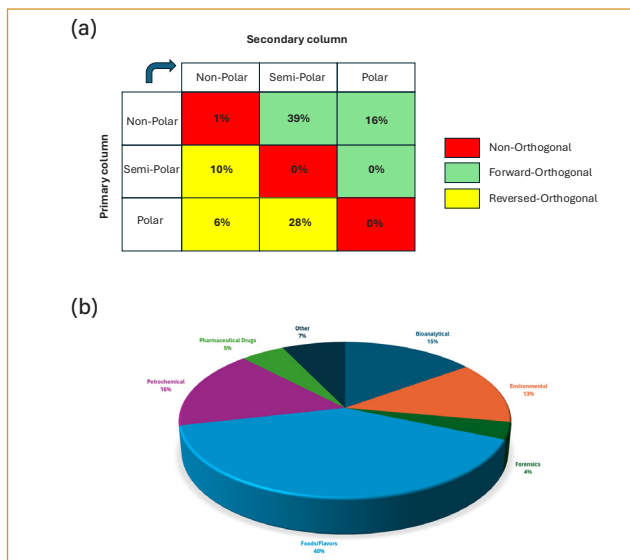 (a)
Secondary column
Non-Polar Semi-Polar Polar
Primary column
Non-Polar 1% 39% 16%
Semi-Polar 10% 0% 0%
Polar 6% 28% 0%
Non-Orthogonal
Forward-Orthogonal
Reversed-Orthogonal
(b)
Other
7%
Bioanalytical
15%
Pharmaceutical Drugs
5%
Petrochemical
16%
Environmental
13%
Forensics
4%
Foods/Flavors
40%